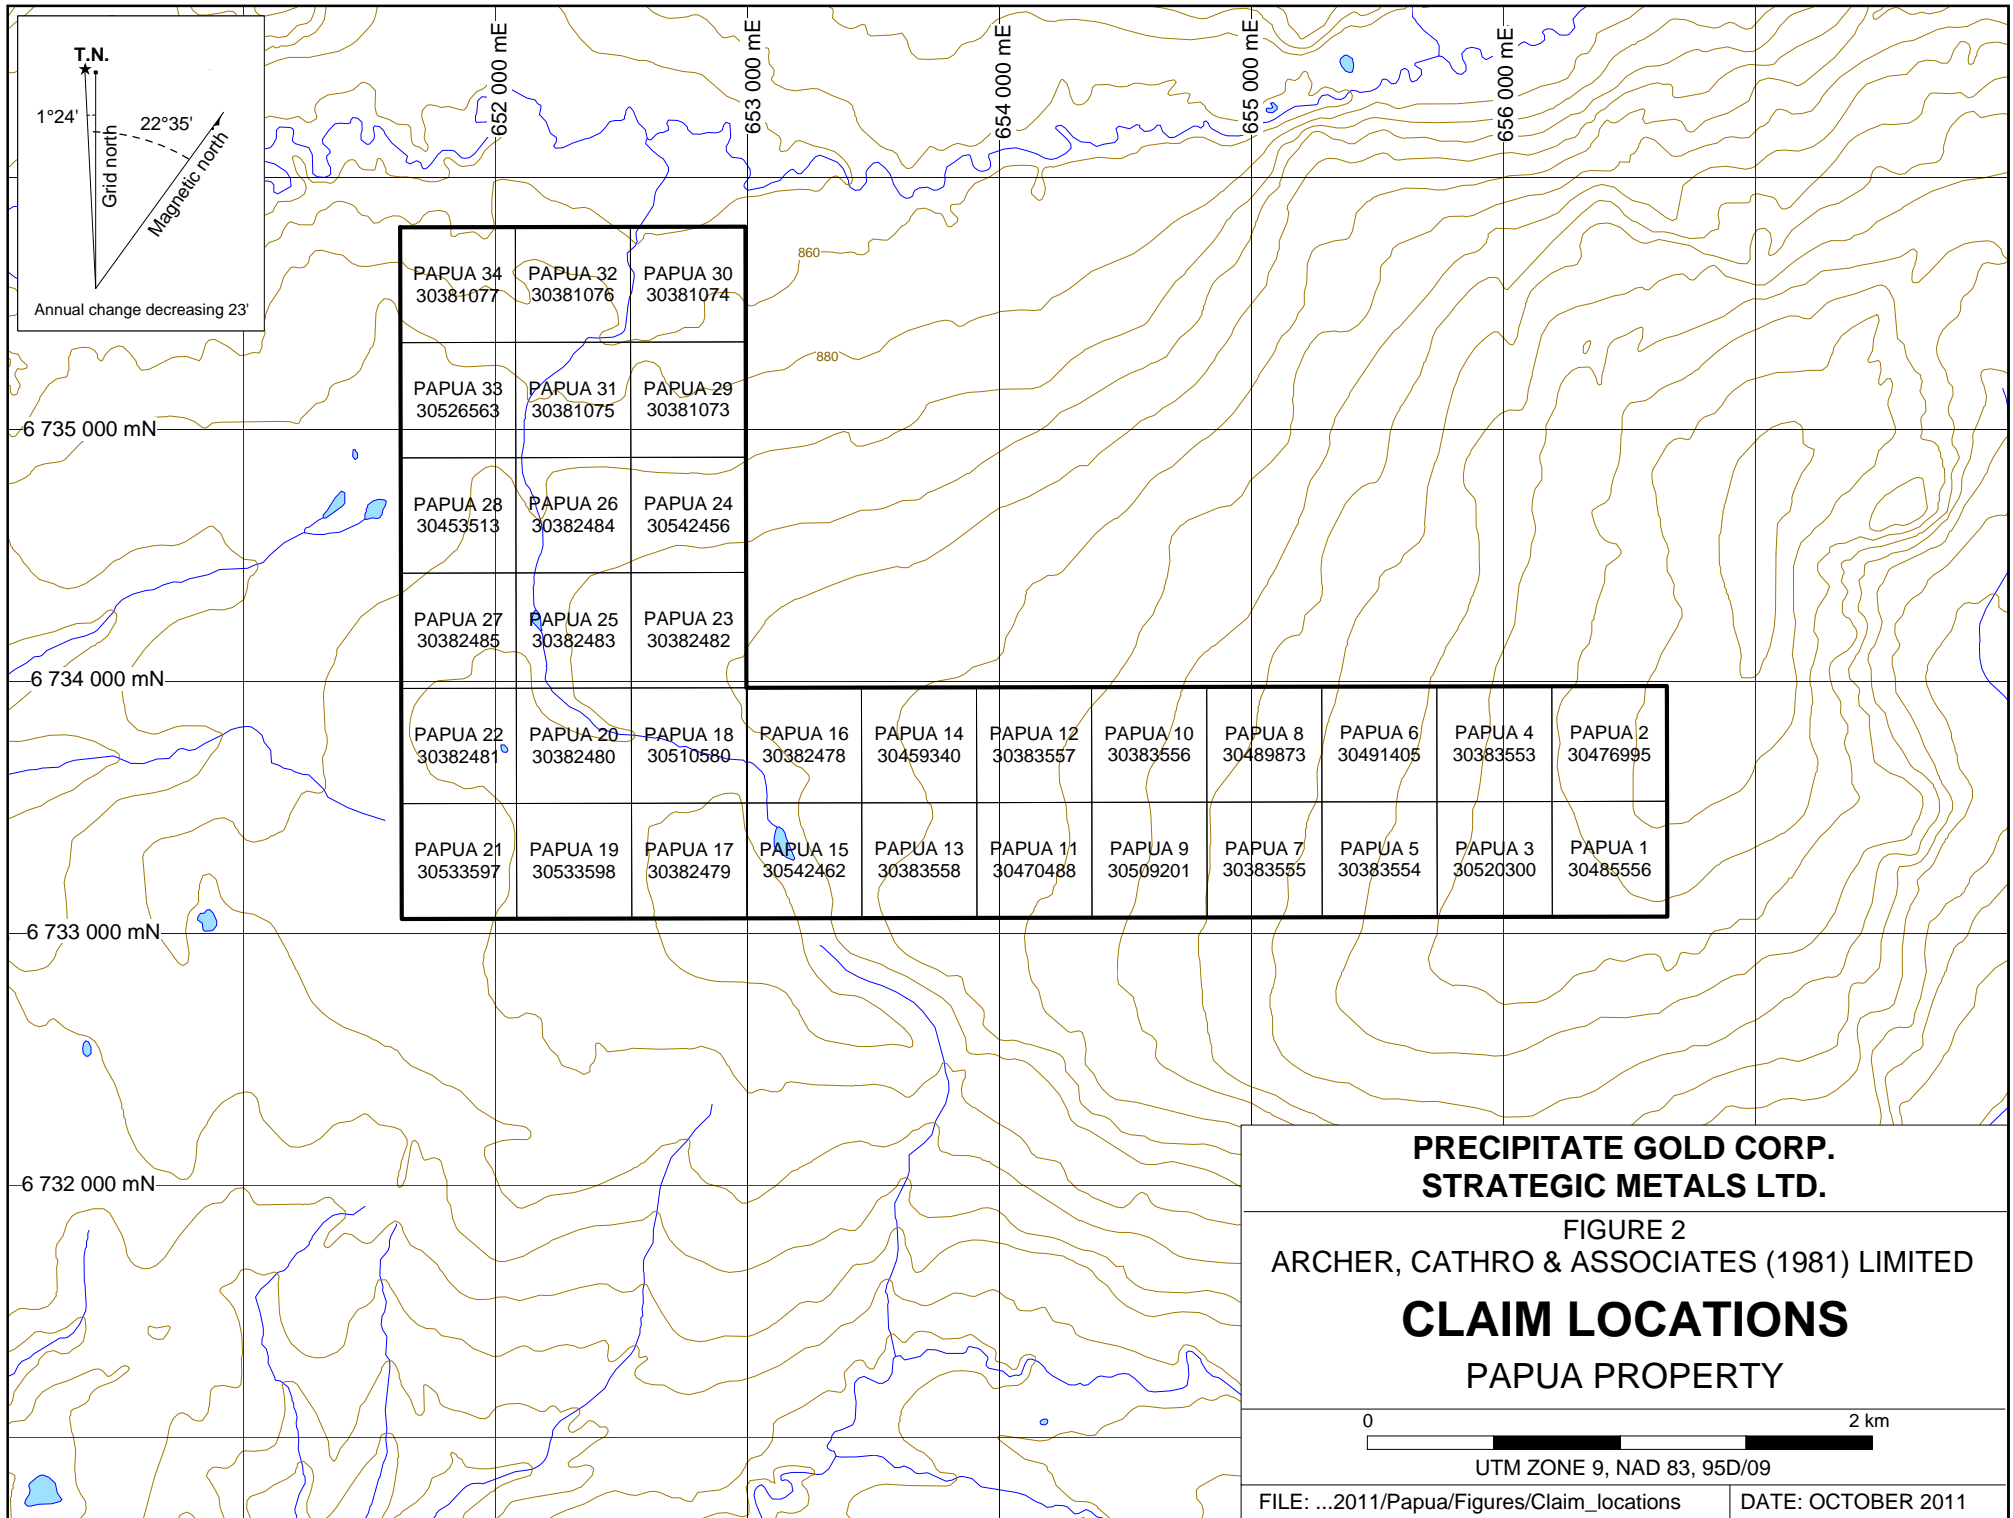 T.N.
1°24'
22°35'
Grid north
Magnetic north
Annual change decreasing 23'
652 000 mE
653 000 mE
654 000 mE
655 000 mE
656 000 mE
860
880
6 735 000 mN
6 734 000 mN
6 733 000 mN
6 732 000 mN
PAPUA 34
30381077
PAPUA 32
30381076
PAPUA 30
30381074
PAPUA 33
30526563
PAPUA 31
30381075
PAPUA 29
30381073
PAPUA 28
30453513
PAPUA 26
30382484
PAPUA 24
30542456
PAPUA 27
30382485
PAPUA 25
30382483
PAPUA 23
30382482
PAPUA 22
30382481
PAPUA 20
30382480
PAPUA 18
30510580
PAPUA 16
30382478
PAPUA 14
30459340
PAPUA 12
30383557
PAPUA 10
30383556
PAPUA 8
30489873
PAPUA 6
30491405
PAPUA 4
30383553
PAPUA 2
30476995
PAPUA 21
30533597
PAPUA 19
30533598
PAPUA 17
30382479
PAPUA 15
30542462
PAPUA 13
30383558
PAPUA 11
30470488
PAPUA 9
30509201
PAPUA 7
30383555
PAPUA 5
30383554
PAPUA 3
30520300
PAPUA 1
30485556
PRECIPITATE GOLD CORP.
STRATEGIC METALS LTD.
FIGURE 2
ARCHER, CATHRO & ASSOCIATES (1981) LIMITED
CLAIM LOCATIONS
PAPUA PROPERTY
0 2 km
UTM ZONE 9, NAD 83, 95D/09
FILE: ...2011/Papua/Figures/Claim_locations
DATE: OCTOBER 2011